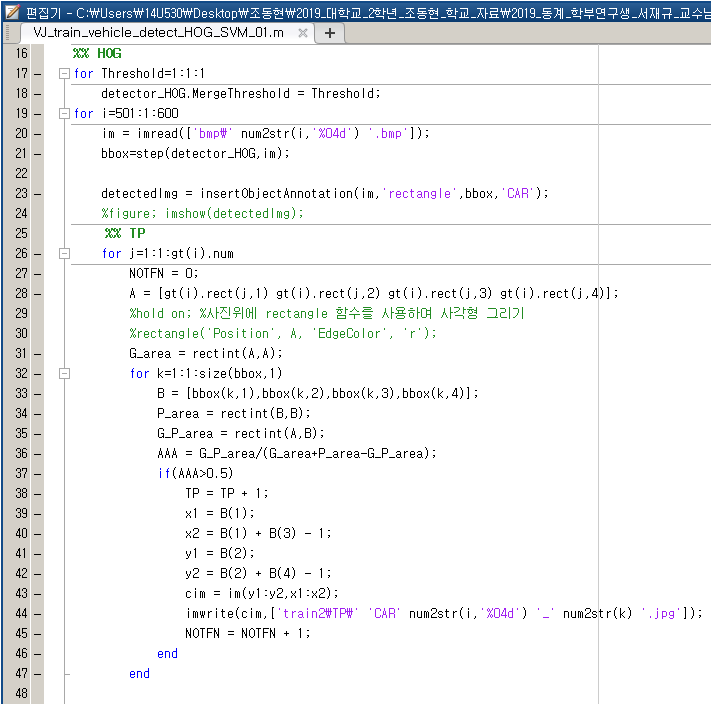 편집기 - C:₩Users₩14U530₩Desktop₩조동현₩2019_대학교_2학년_조동현_학교_자료₩2019_동계_학부연구생_서재규_교수님
VJ_train_vehicle_detect_HOG_SVM_01.m × +
16 %% HOG
17 – for Threshold=1:1:1
18 – detector_HOG.MergeThreshold = Threshold;
19 – for i=501:1:600
20 – im = imread(['bmp₩' num2str(i,'%04d') '.bmp']);
21 – bbox=step(detector_HOG,im);
22
23 – detectedImg = insertObjectAnnotation(im,'rectangle',bbox,'CAR');
24 %figure; imshow(detectedImg);
25 %% TP
26 – for j=1:1:gt(i).num
27 – NOTFN = 0;
28 – A = [gt(i).rect(j,1) gt(i).rect(j,2) gt(i).rect(j,3) gt(i).rect(j,4)];
29 %hold on; %사진위에 rectangle 함수를 사용하여 사각형 그리기
30 %rectangle('Position', A, 'EdgeColor', 'r');
31 – G_area = rectint(A,A);
32 – for k=1:1:size(bbox,1)
33 – B = [bbox(k,1),bbox(k,2),bbox(k,3),bbox(k,4)];
34 – P_area = rectint(B,B);
35 – G_P_area = rectint(A,B);
36 – AAA = G_P_area/(G_area+P_area-G_P_area);
37 – if(AAA>0.5)
38 – TP = TP + 1;
39 – x1 = B(1);
40 – x2 = B(1) + B(3) - 1;
41 – y1 = B(2);
42 – y2 = B(2) + B(4) - 1;
43 – cim = im(y1:y2,x1:x2);
44 – imwrite(cim,['train2₩TP₩' 'CAR' num2str(i,'%04d') '_' num2str(k) '.jpg']);
45 – NOTFN = NOTFN + 1;
46 – end
47 – end
48